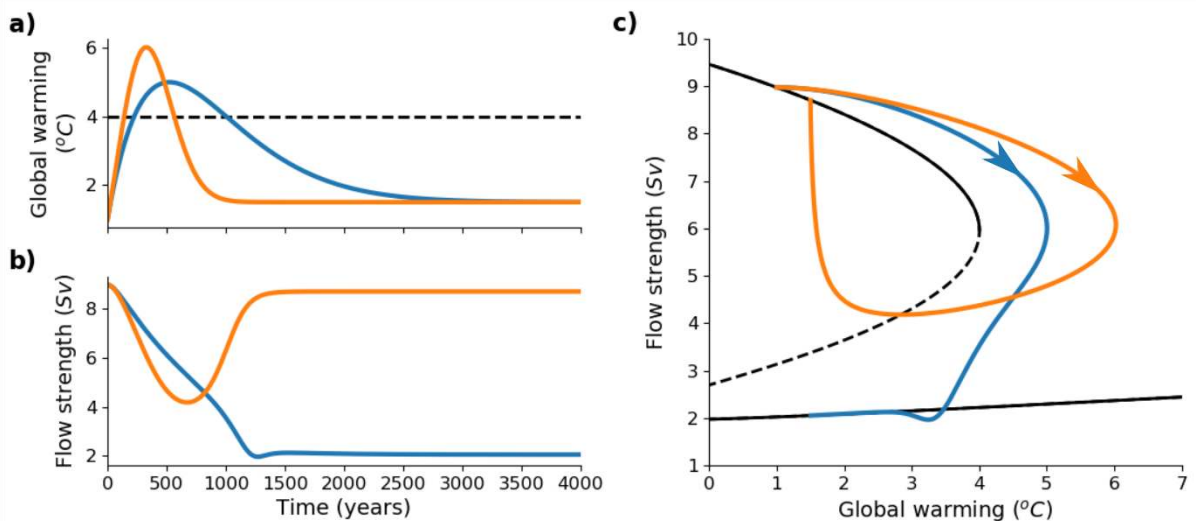 a)
Global warming
(°C)
6
4
2
b)
Flow strength (Sv)
8
6
4
2
0 500 1000 1500 2000 2500 3000 3500 4000
Time (years)
c)
Flow strength (Sv)
10
9
8
7
6
5
4
3
2
1
0 1 2 3 4 5 6 7
Global warming (°C)